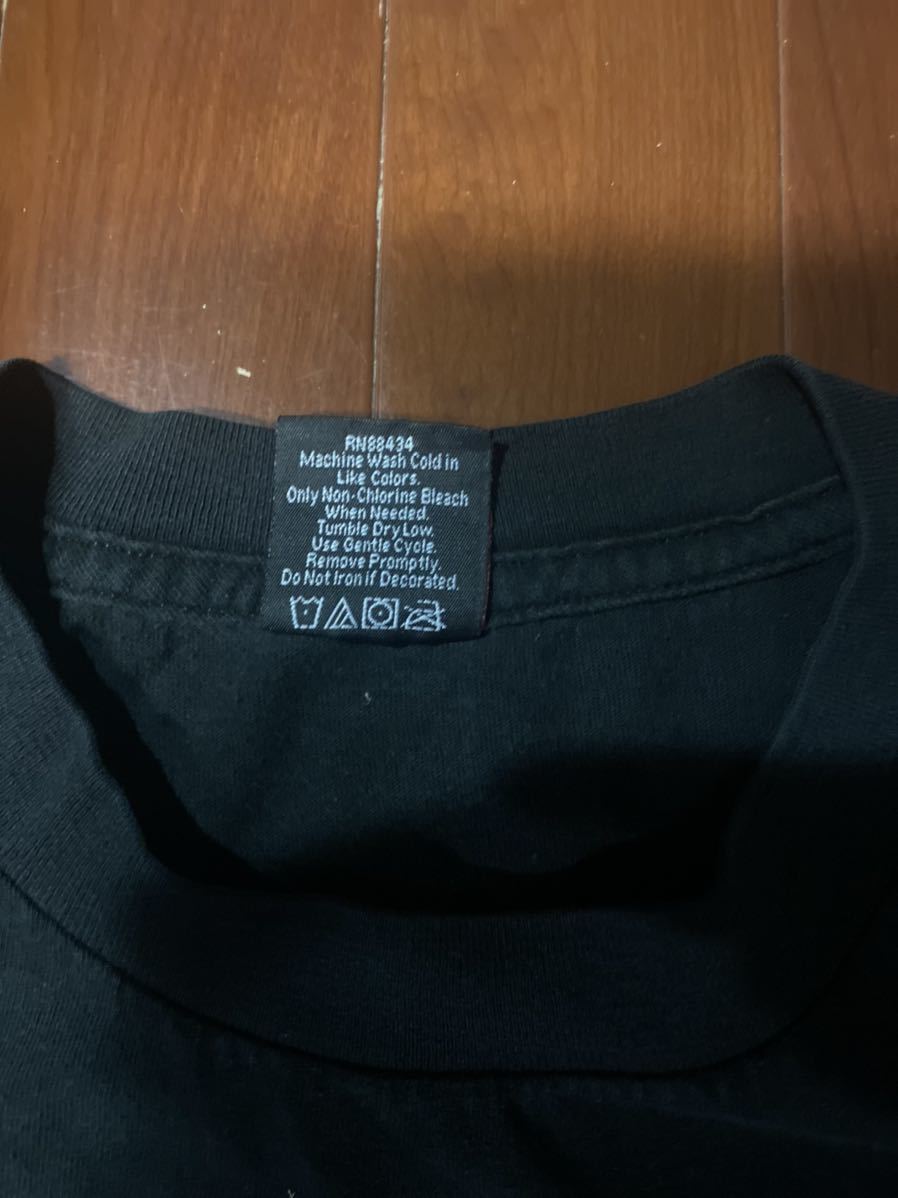 RN88434
Machine Wash Cold in
Like Colors.
Only Non-Chlorine Bleach
When Needed.
Tumble Dry Low.
Use Gentle Cycle.
Remove Promptly.
Do Not Iron if Decorated.